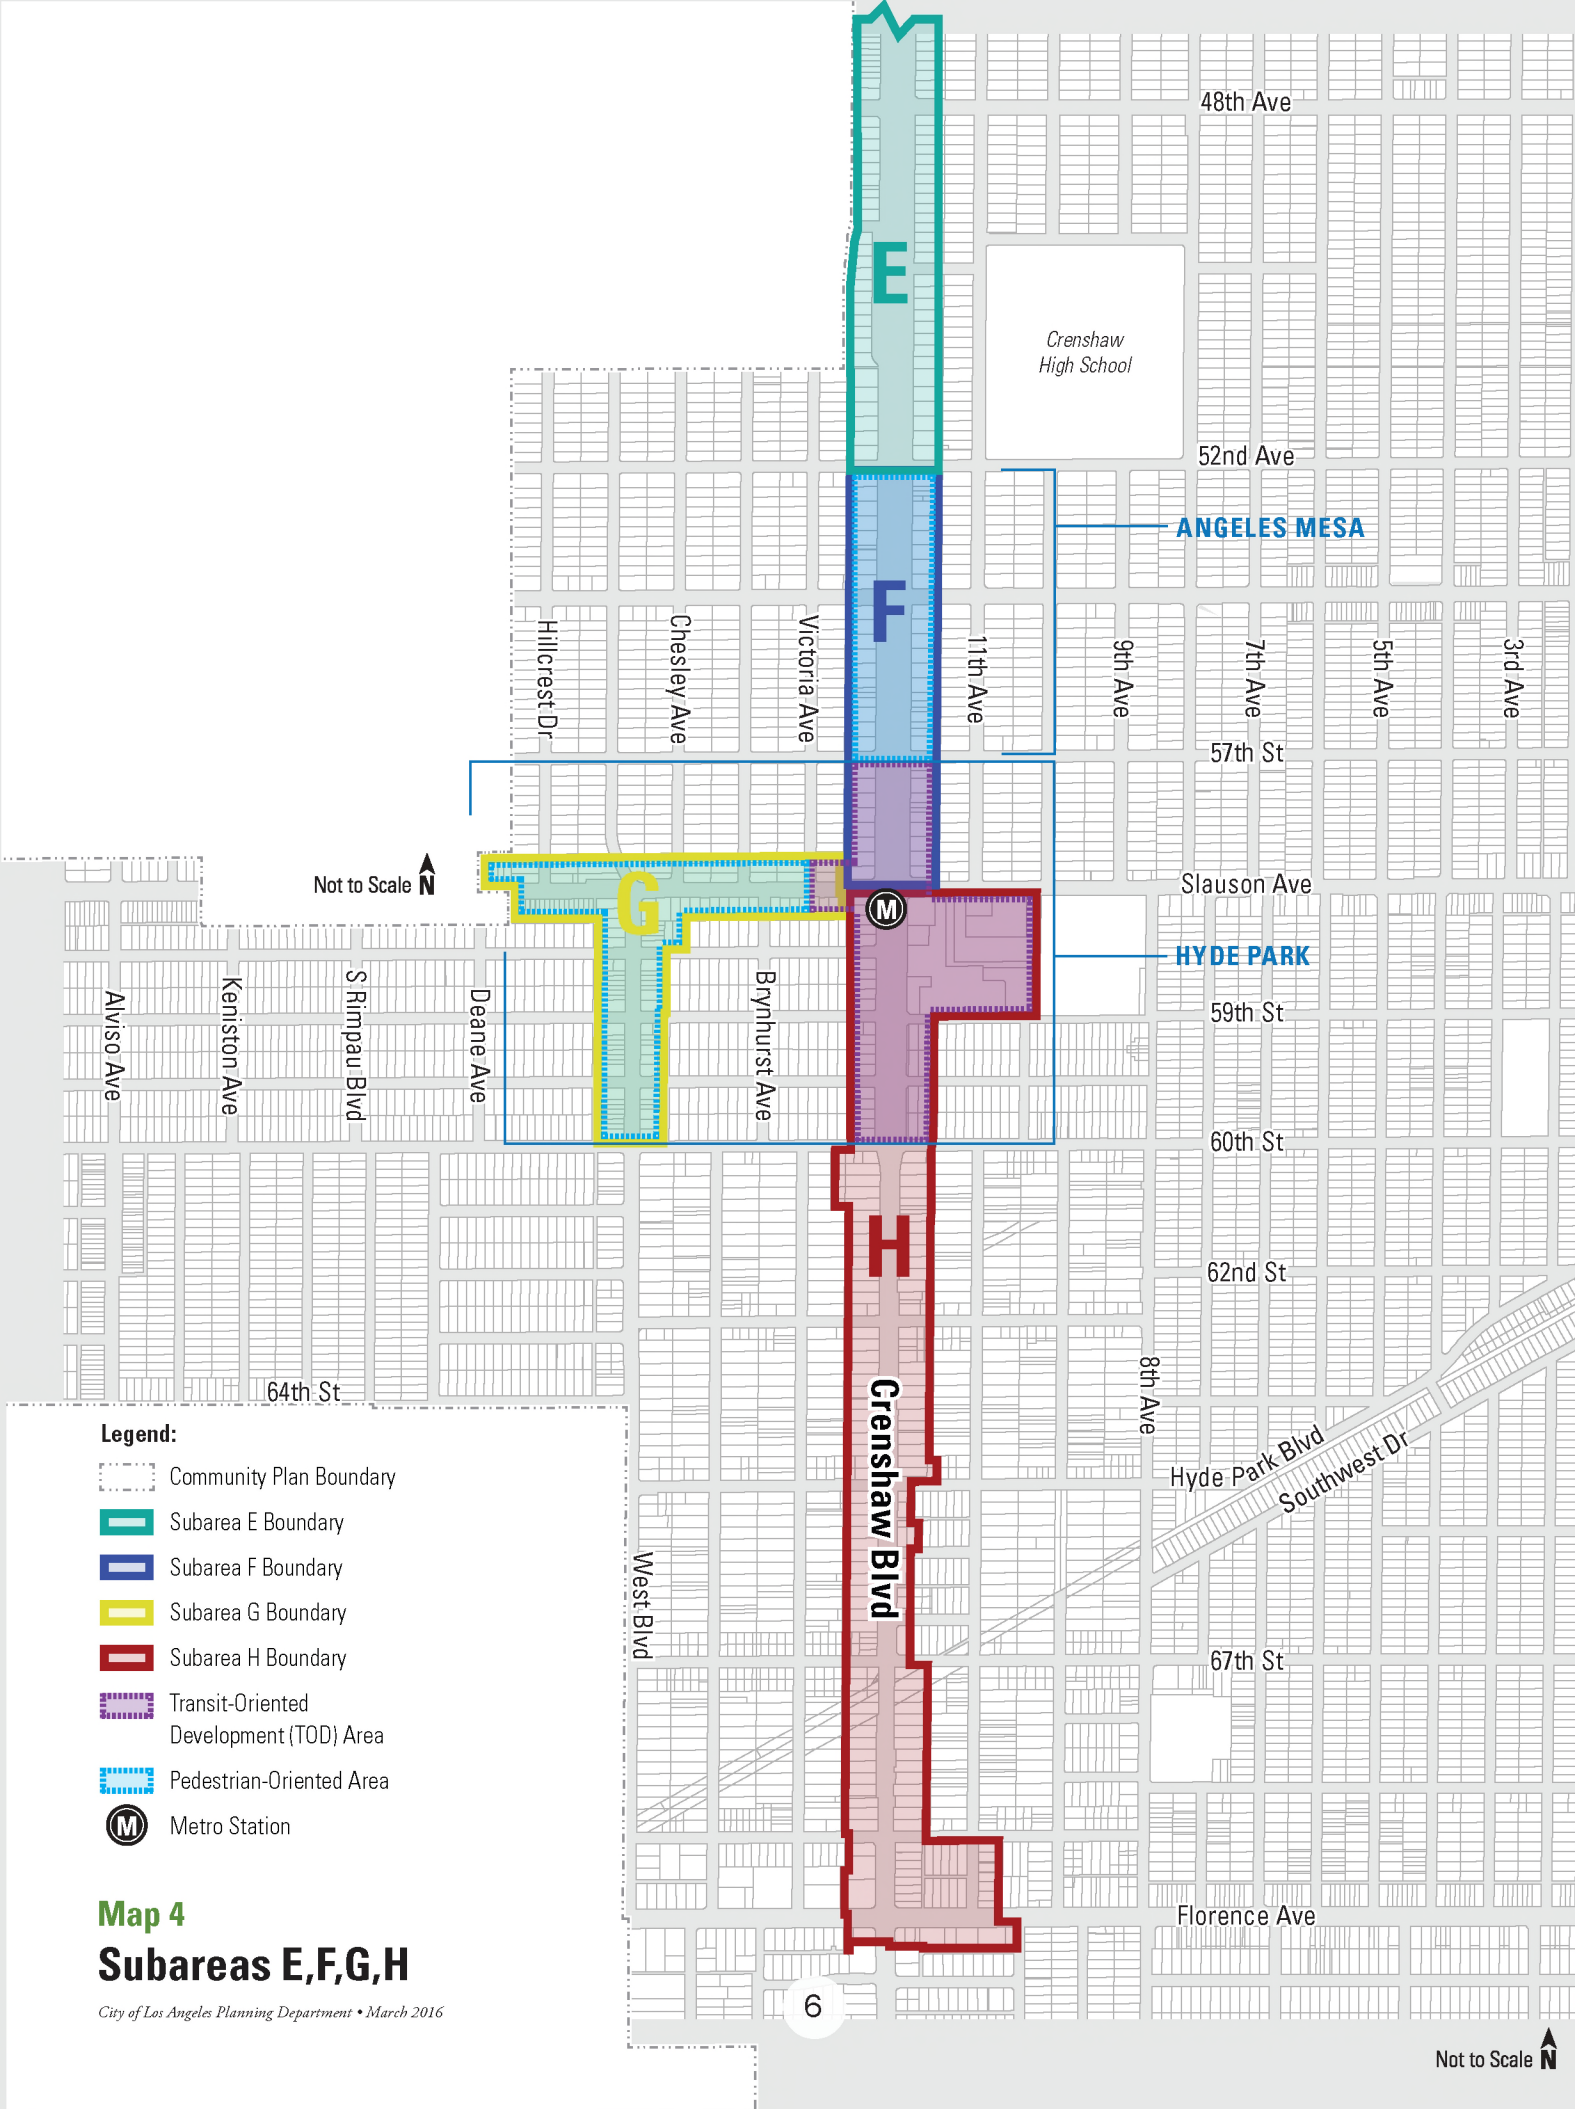 48th Ave
E
Crenshaw
High School
52nd Ave
ANGELES MESA
F
Hillcrest Dr
Chesley Ave
Victoria Ave
11th Ave
9th Ave
7th Ave
5th Ave
3rd Ave
57th St
Not to Scale N
G
Slauson Ave
M
HYDE PARK
Alviso Ave
Keniston Ave
S Rimpau Blvd
Deane Ave
Brynhurst Ave
59th St
60th St
H
62nd St
64th St
8th Ave
Crenshaw Blvd
Hyde Park Blvd
Southwest Dr
West Blvd
67th St
Florence Ave
Legend:
Community Plan Boundary
Subarea E Boundary
Subarea F Boundary
Subarea G Boundary
Subarea H Boundary
Transit-Oriented
Development (TOD) Area
Pedestrian-Oriented Area
M Metro Station
Map 4
Subareas E,F,G,H
City of Los Angeles Planning Department • March 2016
6
Not to Scale N